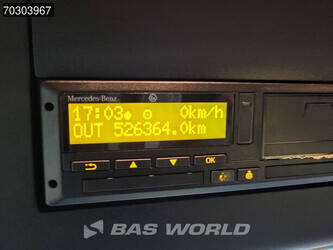 70303967
Mercedes-Benz
17:03 0km/h
OUT 526364.0km
OK
BAS WORLD